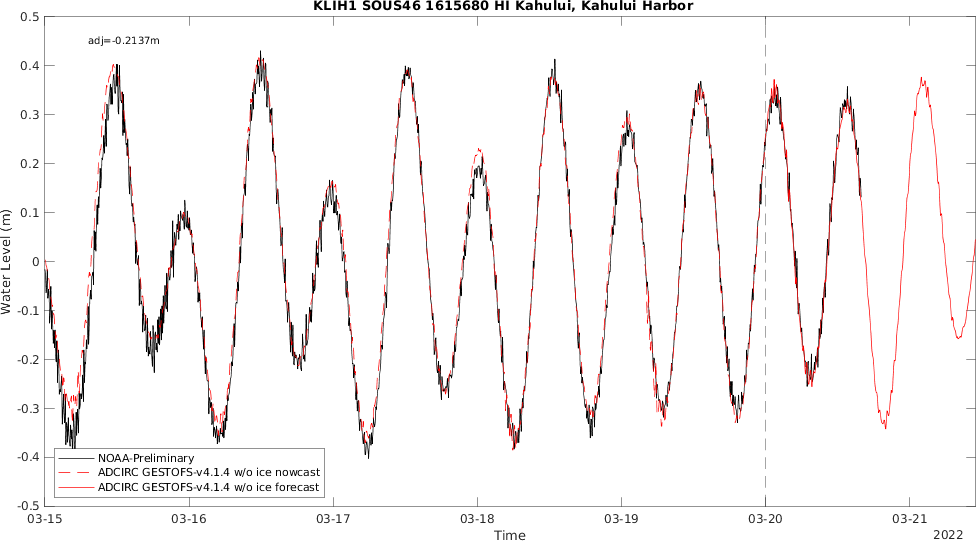 KLIH1 SOUS46 1615680 HI Kahului, Kahului Harbor
adj=-0.2137m
0.5
0.4
0.3
0.2
0.1
0
-0.1
-0.2
-0.3
-0.4
-0.5
Water Level (m)
NOAA-Preliminary
ADCIRC GESTOFS-v4.1.4 w/o ice nowcast
ADCIRC GESTOFS-v4.1.4 w/o ice forecast
03-15 03-16 03-17 03-18 03-19 03-20 03-21
Time
2022